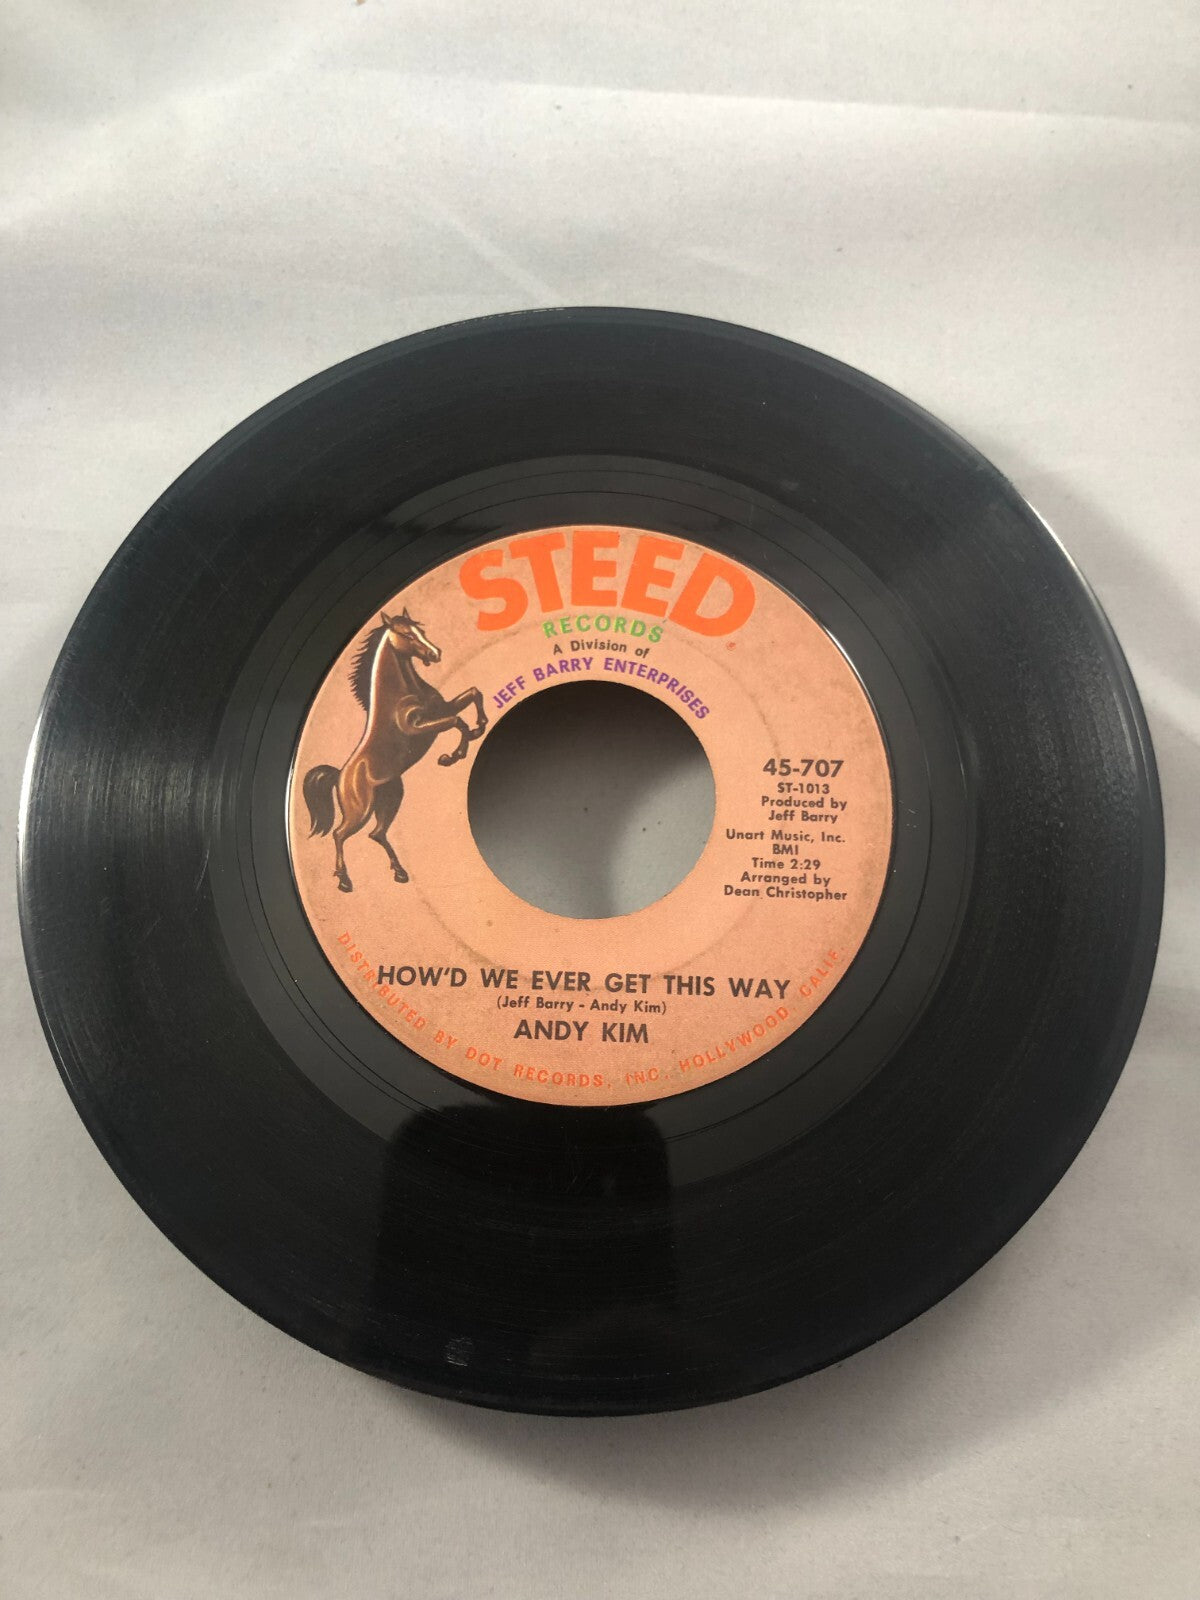 STEED
RECORDS
A Division of
JEFF BARRY ENTERPRISES
45-707
ST-1013
Produced by
Jeff Barry
Unart Music, Inc.
BMI
Time 2:29
Arranged by
Dean Christopher
HOW'D WE EVER GET THIS WAY
(Jeff Barry - Andy Kim)
ANDY KIM
DISTRIBUTED BY DOT RECORDS, INC. HOLLYWOOD CALIF.